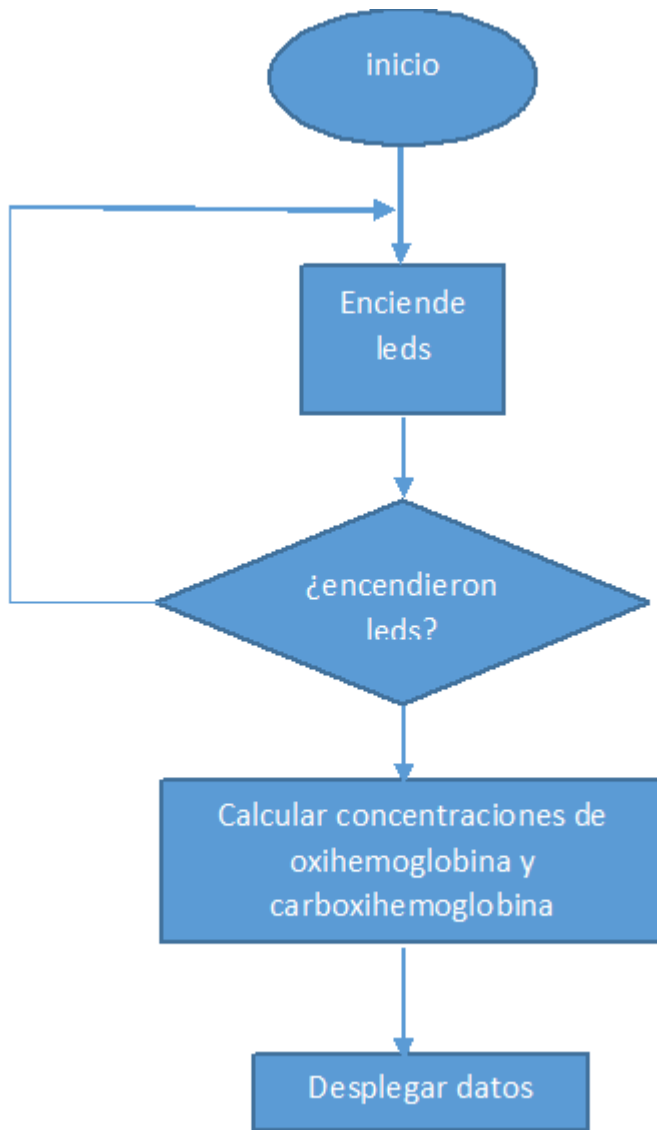 inicio
Enciende
leds
¿encendieron
leds?
Calcular concentraciones de
oxihemoglobina y
carboxihemoglobina
Desplegar datos